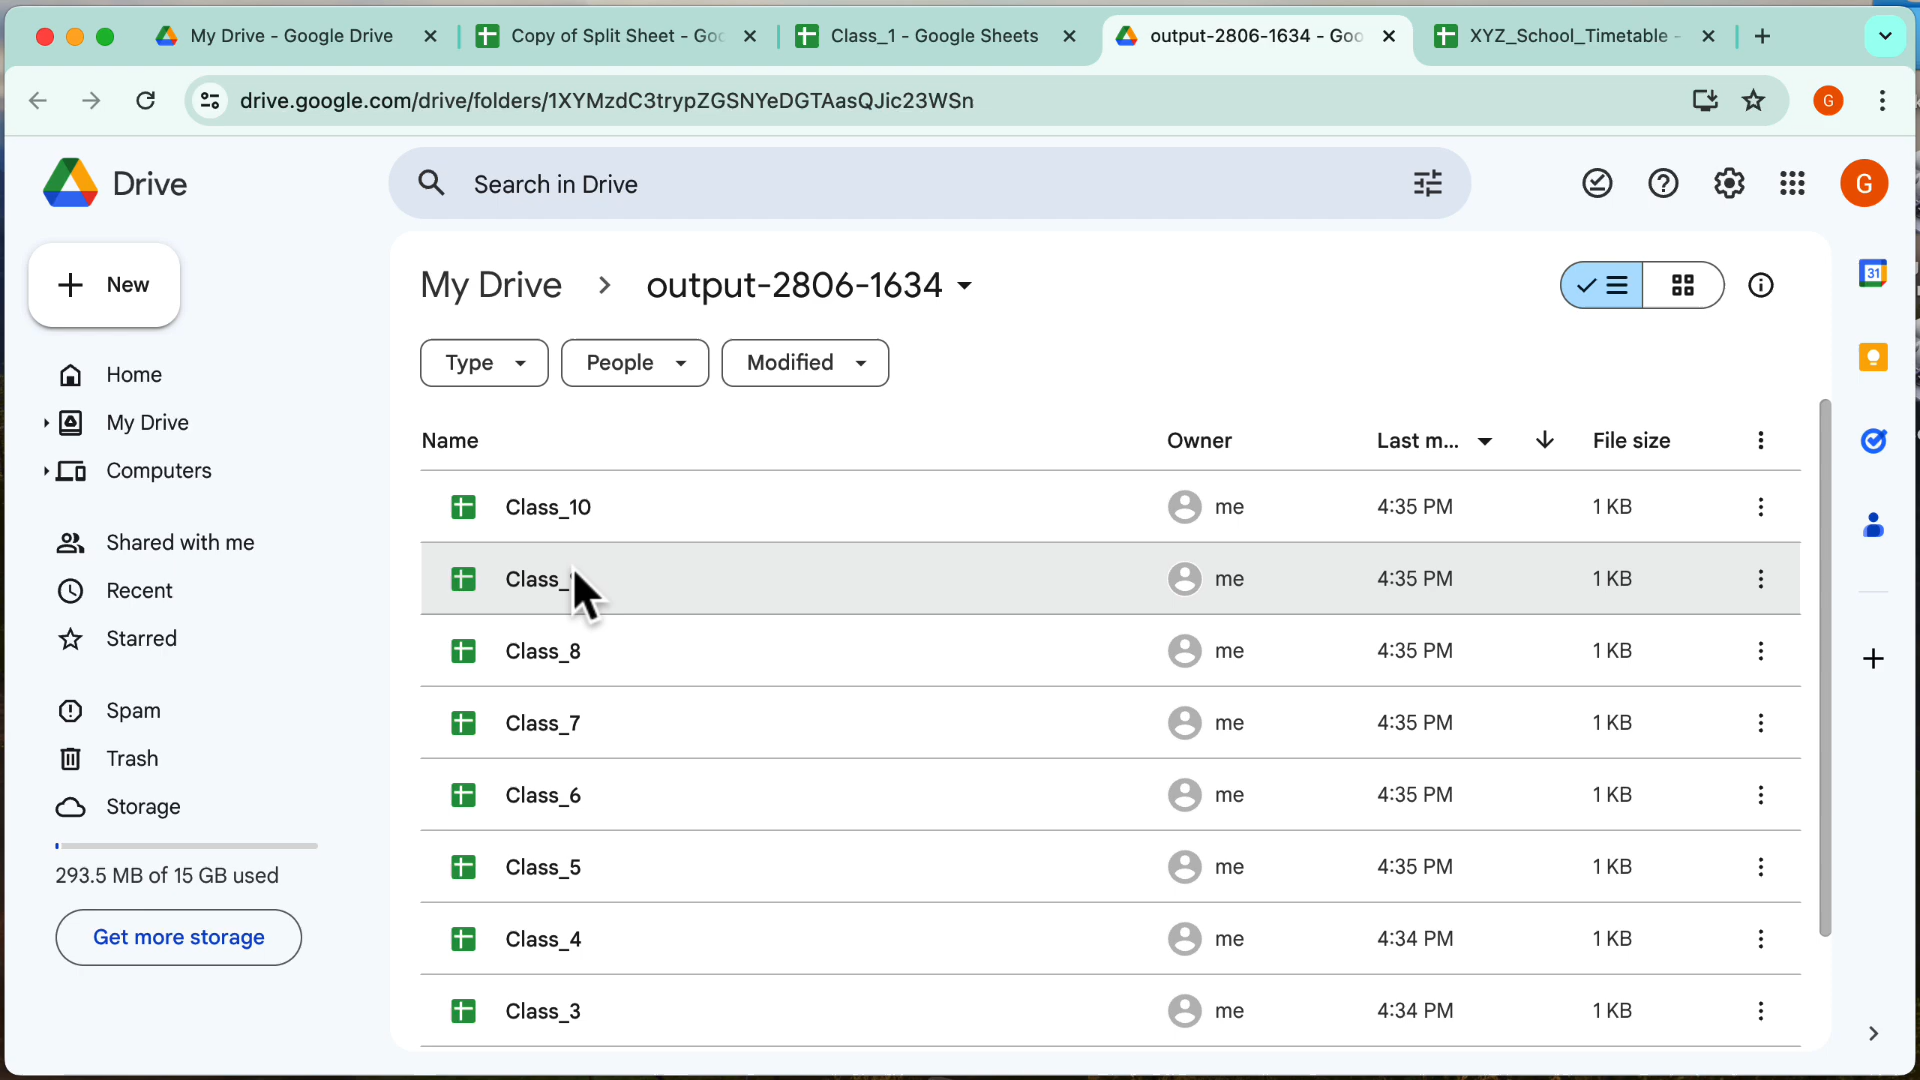 My Drive - Google Drive
Copy of Split Sheet - Goo
Class_1 - Google Sheets
output-2806-1634 - Goo
XYZ_School_Timetable -
drive.google.com/drive/folders/1XYMzdC3trypZGSNYeDGTAasQJic23WSn
G
Drive
Search in Drive
G
New
My Drive > output-2806-1634
31
Type
People
Modified
Home
My Drive
Computers
Shared with me
Recent
Starred
Spam
Trash
Storage
293.5 MB of 15 GB used
Get more storage
Name Owner Last m... File size
Class_10 me 4:35 PM 1 KB
Class_ me 4:35 PM 1 KB
Class_8 me 4:35 PM 1 KB
Class_7 me 4:35 PM 1 KB
Class_6 me 4:35 PM 1 KB
Class_5 me 4:35 PM 1 KB
Class_4 me 4:34 PM 1 KB
Class_3 me 4:34 PM 1 KB